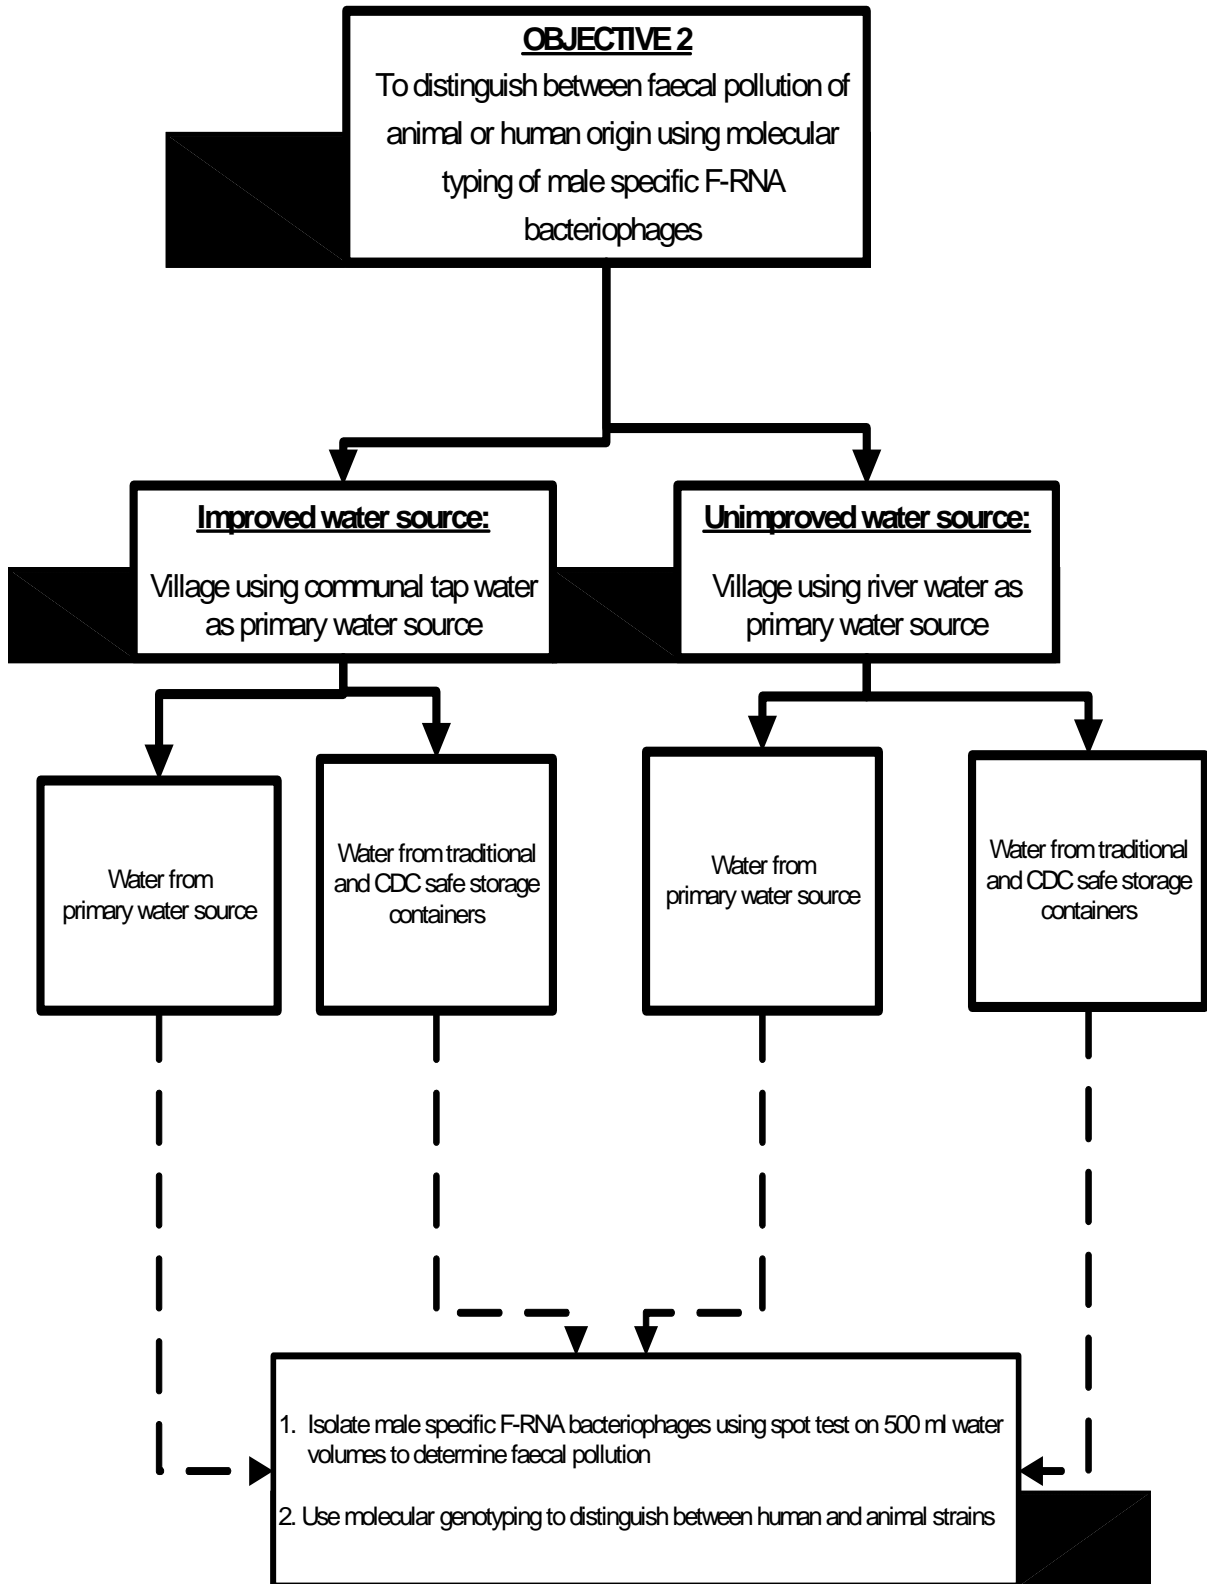 OBJECTIVE 2
To distinguish between faecal pollution of
animal or human origin using molecular
typing of male specific F-RNA
bacteriophages
Improved water source:
Village using communal tap water
as primary water source
Unimproved water source:
Village using river water as
primary water source
Water from
primary water source
Water from traditional
and CDC safe storage
containers
Water from
primary water source
Water from traditional
and CDC safe storage
containers
1. Isolate male specific F-RNA bacteriophages using spot test on 500 ml water
volumes to determine faecal pollution
2. Use molecular genotyping to distinguish between human and animal strains